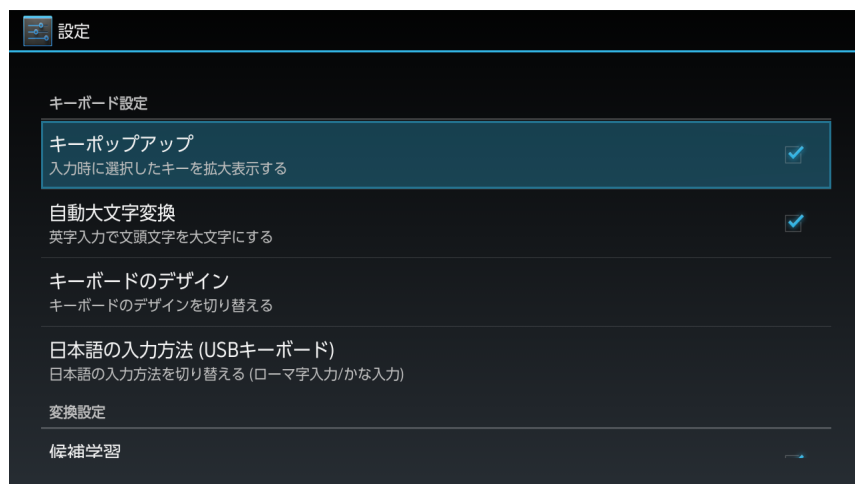 設定
キーボード設定
キーポップアップ
入力時に選択したキーを拡大表示する
自動大文字変換
英字入力で文頭文字を大文字にする
キーボードのデザイン
キーボードのデザインを切り替える
日本語の入力方法 (USBキーボード)
日本語の入力方法を切り替える (ローマ字入力/かな入力)
変換設定
候補学習